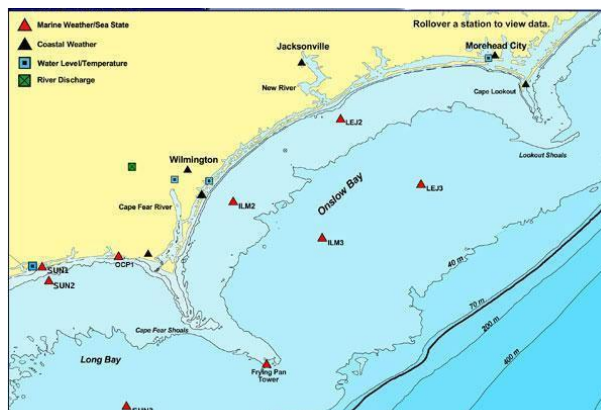 Marine Weather/Sea State
Coastal Weather
Water Level/Temperature
River Discharge
Rollover a station to view data.
Jacksonville
Morehead City
New River
Cape Lookout
LEJ2
Lookout Shoals
Wilmington
Onslow Bay
LEJ3
Cape Fear River
ILM2
ILM3
OCP1
40 m
SUN1
SUN2
70 m
200 m
Cape Fear Shoals
400 m
Long Bay
Frying Pan
Tower